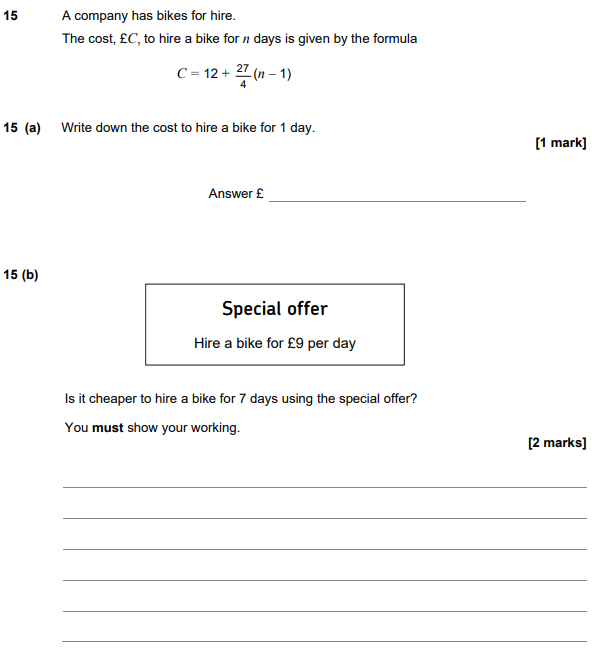 15 A company has bikes for hire.
The cost, £C, to hire a bike for n days is given by the formula
C = 12 + 27/4 (n – 1)
15 (a) Write down the cost to hire a bike for 1 day.
[1 mark]
Answer £
15 (b)
Special offer
Hire a bike for £9 per day
Is it cheaper to hire a bike for 7 days using the special offer?
You must show your working.
[2 marks]